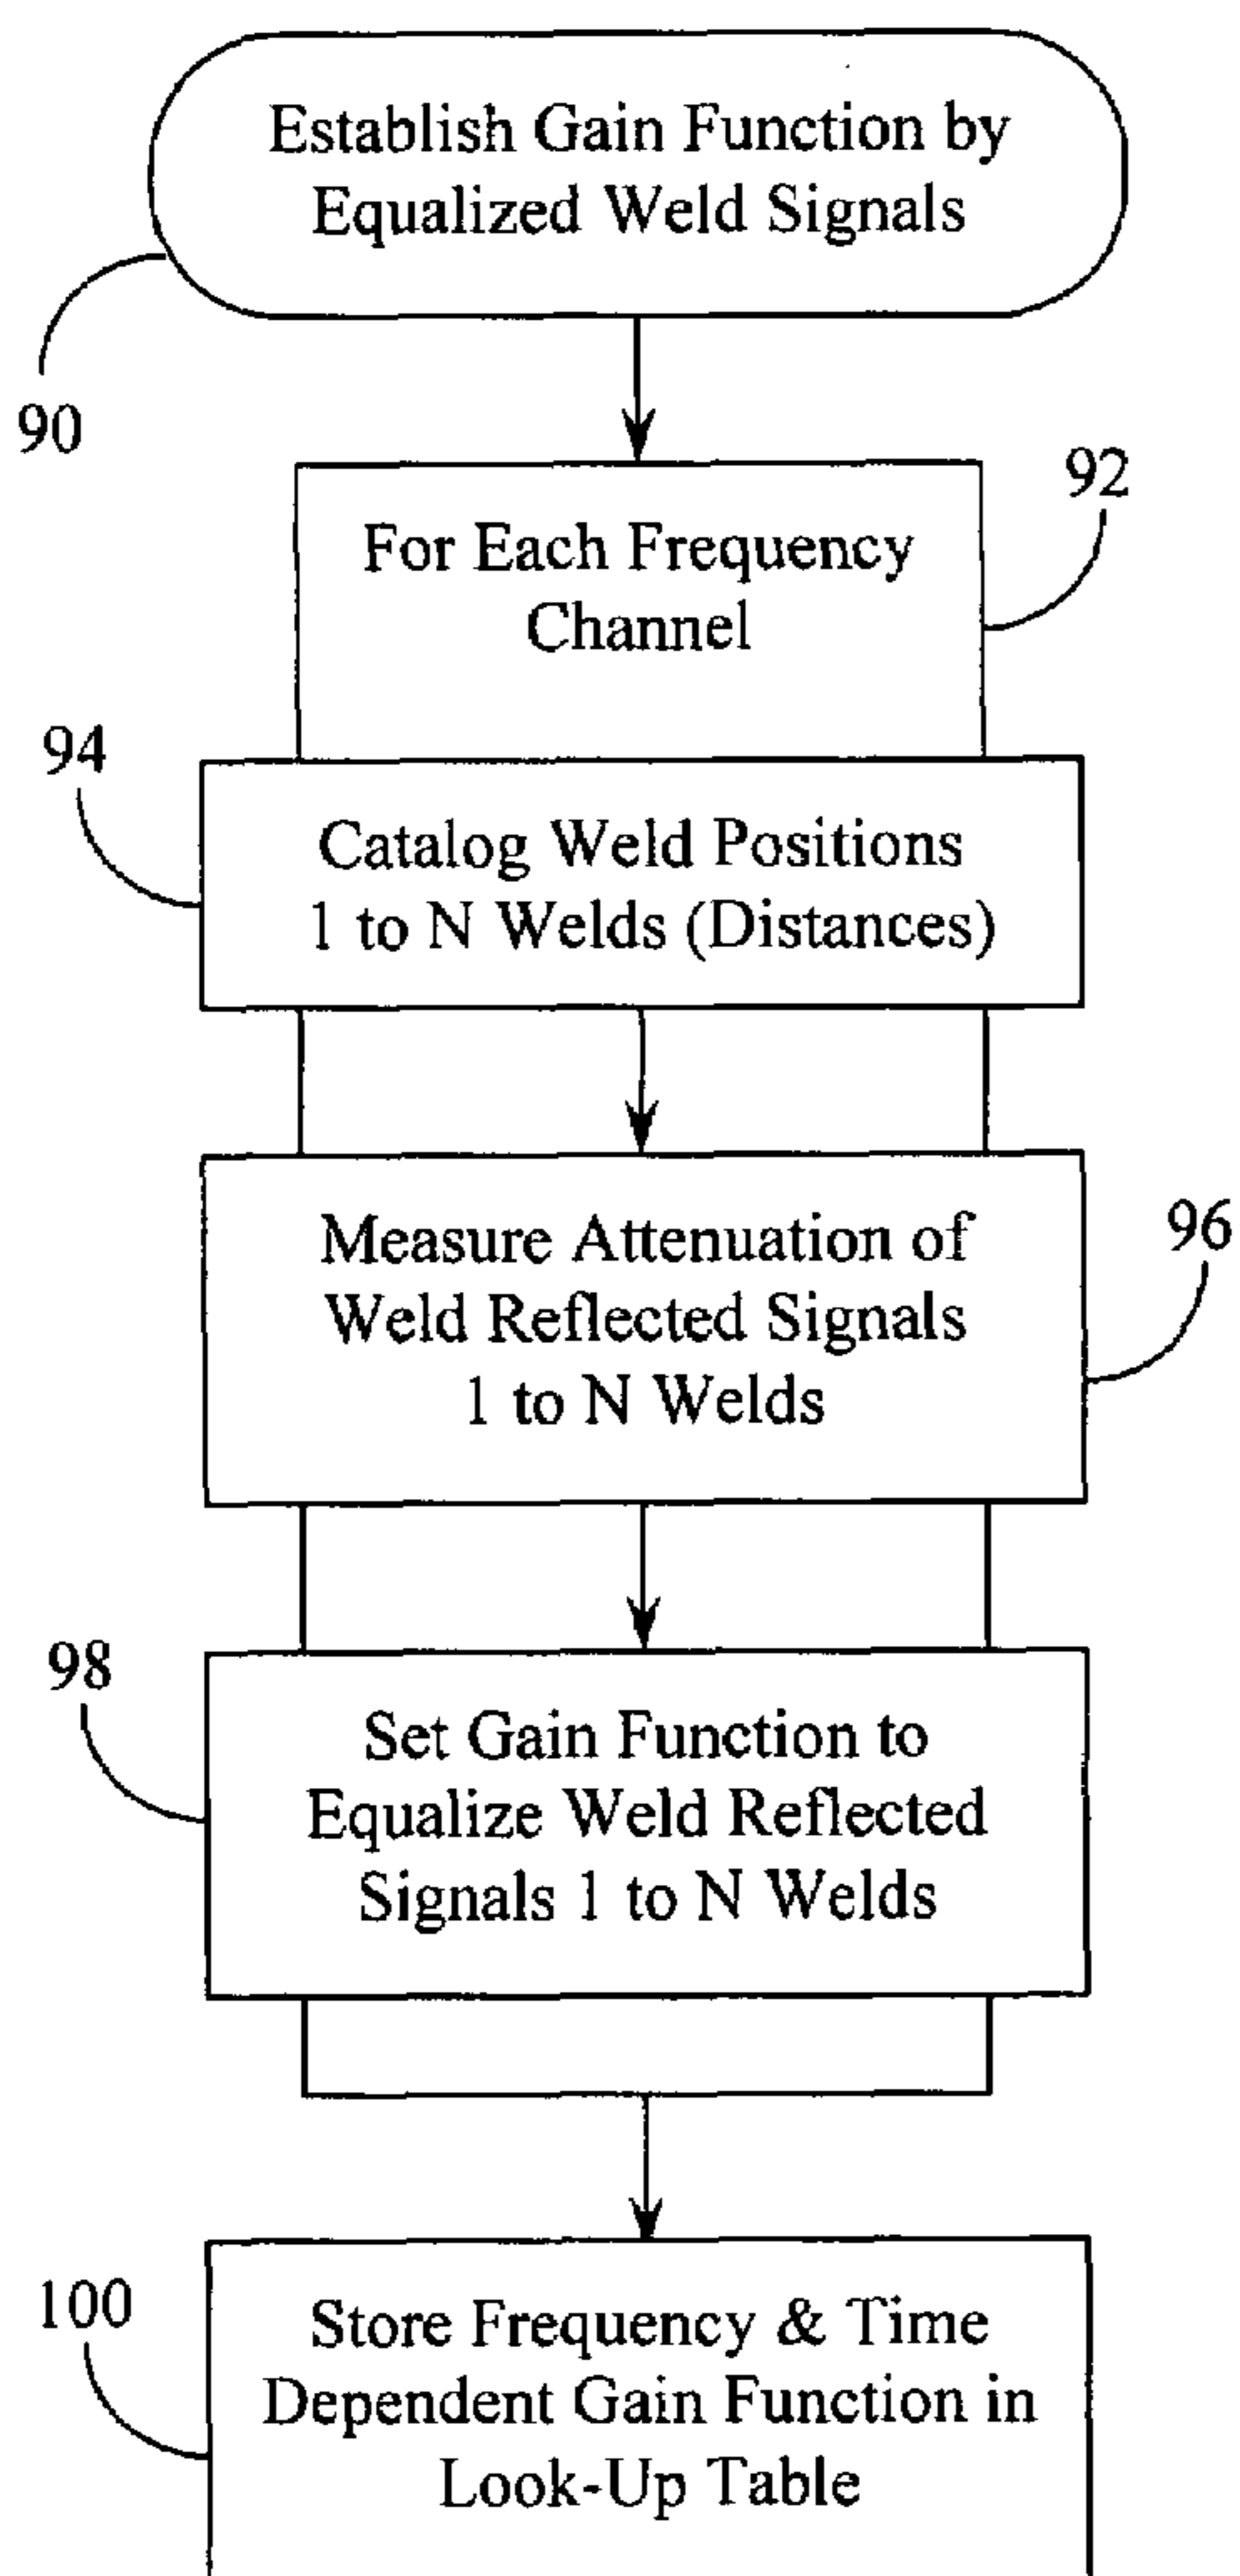 Establish Gain Function by
Equalized Weld Signals
90
For Each Frequency
Channel
92
94
Catalog Weld Positions
1 to N Welds (Distances)
Measure Attenuation of
Weld Reflected Signals
1 to N Welds
96
98
Set Gain Function to
Equalize Weld Reflected
Signals 1 to N Welds
100
Store Frequency & Time
Dependent Gain Function in
Look-Up Table